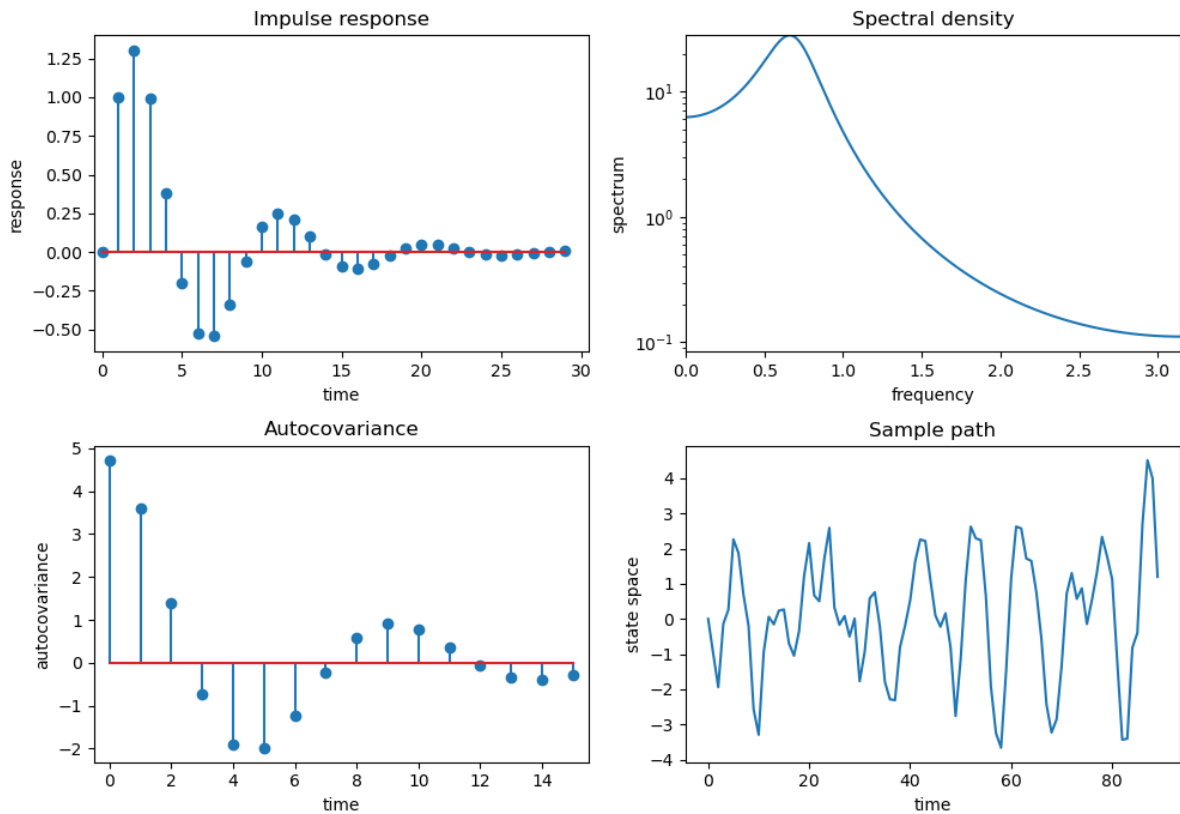 Impulse response
response
1.25
1.00
0.75
0.50
0.25
0.00
−0.25
−0.50
0 5 10 15 20 25 30
time
Spectral density
spectrum
10¹
10⁰
10⁻¹
0.0 0.5 1.0 1.5 2.0 2.5 3.0
frequency
Autocovariance
autocovariance
5
4
3
2
1
0
−1
−2
0 2 4 6 8 10 12 14
time
Sample path
state space
4
3
2
1
0
−1
−2
−3
−4
0 20 40 60 80
time